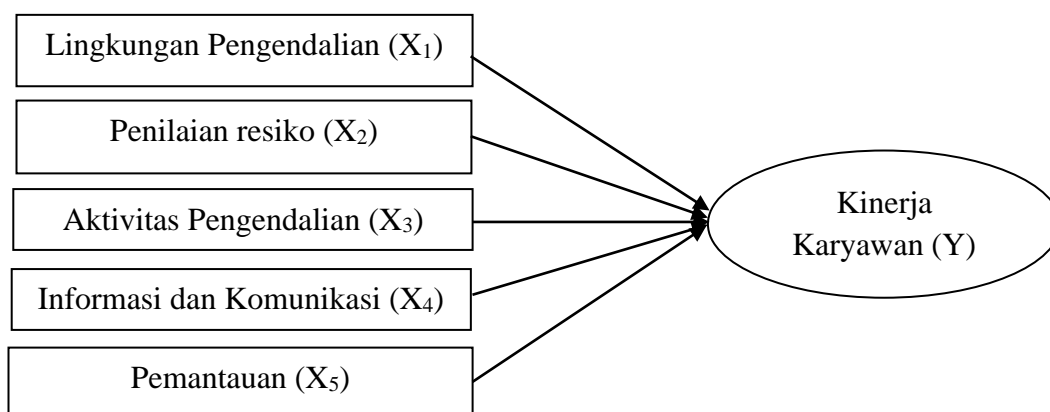 Lingkungan Pengendalian (X₁)
Penilaian resiko (X₂)
Aktivitas Pengendalian (X₃)
Informasi dan Komunikasi (X₄)
Pemantauan (X₅)
Kinerja
Karyawan (Y)